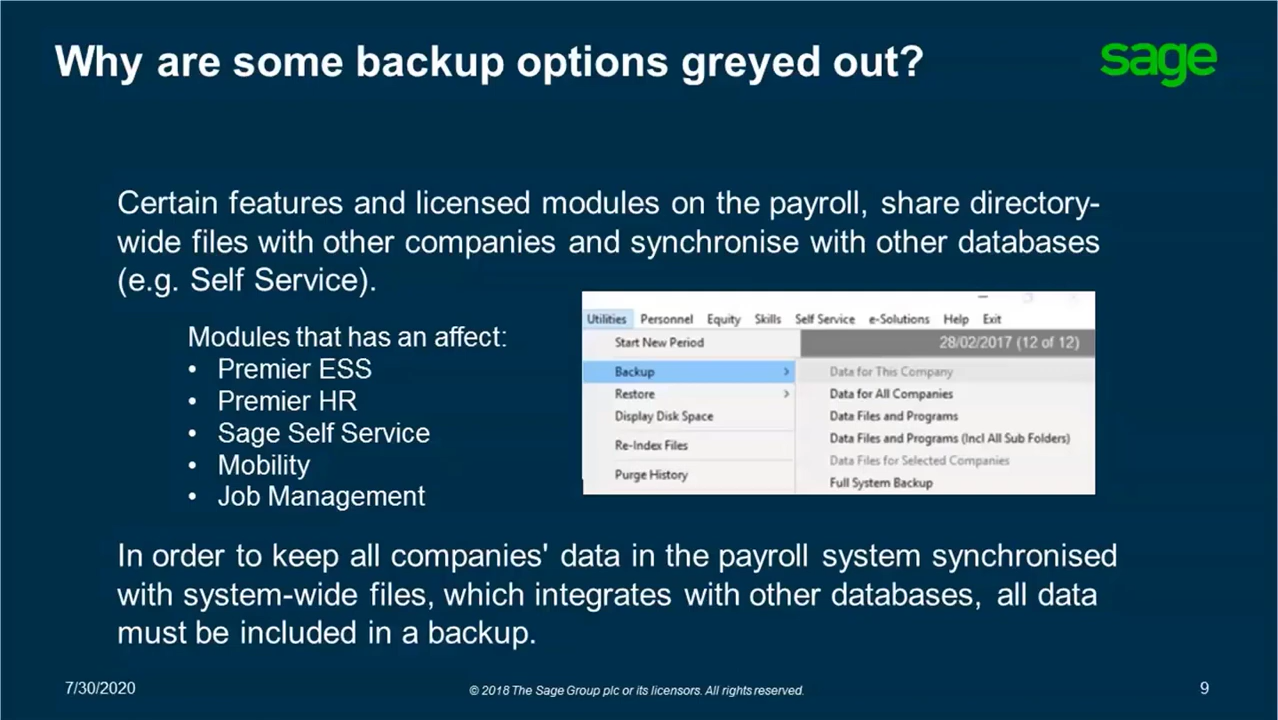 Why are some backup options greyed out?
sage
Certain features and licensed modules on the payroll, share directory-
wide files with other companies and synchronise with other databases
(e.g. Self Service).
Modules that has an affect:
• Premier ESS
• Premier HR
• Sage Self Service
• Mobility
• Job Management
Utilities Personnel Equity Skills Self Service e-Solutions Help Exit
Start New Period
28/02/2017 (12 of 12)
Backup
Restore
Display Disk Space
Re-Index Files
Purge History
Data for This Company
Data for All Companies
Data Files and Programs
Data Files and Programs (Incl All Sub Folders)
Data Files for Selected Companies
Full System Backup
In order to keep all companies' data in the payroll system synchronised
with system-wide files, which integrates with other databases, all data
must be included in a backup.
7/30/2020
© 2018 The Sage Group plc or its licensors. All rights reserved.
9